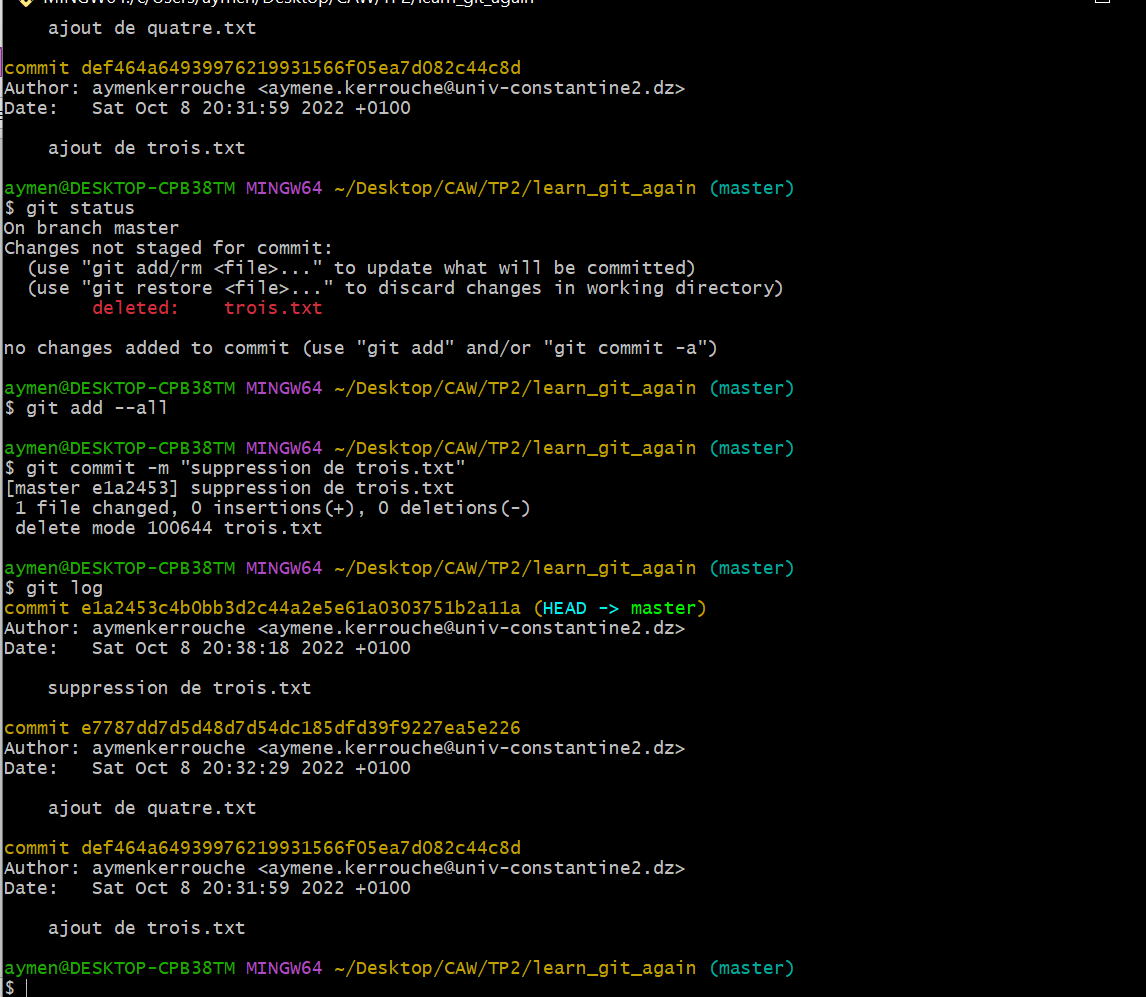 MINGW64:/c/Users/aymen/Desktop/CAW/TP2/learn_git_again
    ajout de quatre.txt
commit def464a64939976219931566f05ea7d082c44c8d
Author: aymenkerrouche <aymene.kerrouche@univ-constantine2.dz>
Date:   Sat Oct 8 20:31:59 2022 +0100
    ajout de trois.txt
aymen@DESKTOP-CPB38TM MINGW64 ~/Desktop/CAW/TP2/learn_git_again (master)
$ git status
On branch master
Changes not staged for commit:
  (use "git add/rm <file>..." to update what will be committed)
  (use "git restore <file>..." to discard changes in working directory)
        deleted:    trois.txt
no changes added to commit (use "git add" and/or "git commit -a")
aymen@DESKTOP-CPB38TM MINGW64 ~/Desktop/CAW/TP2/learn_git_again (master)
$ git add --all
aymen@DESKTOP-CPB38TM MINGW64 ~/Desktop/CAW/TP2/learn_git_again (master)
$ git commit -m "suppression de trois.txt"
[master e1a2453] suppression de trois.txt
 1 file changed, 0 insertions(+), 0 deletions(-)
 delete mode 100644 trois.txt
aymen@DESKTOP-CPB38TM MINGW64 ~/Desktop/CAW/TP2/learn_git_again (master)
$ git log
commit e1a2453c4b0bb3d2c44a2e5e61a0303751b2a11a (HEAD -> master)
Author: aymenkerrouche <aymene.kerrouche@univ-constantine2.dz>
Date:   Sat Oct 8 20:38:18 2022 +0100
    suppression de trois.txt
commit e7787dd7d5d48d7d54dc185dfd39f9227ea5e226
Author: aymenkerrouche <aymene.kerrouche@univ-constantine2.dz>
Date:   Sat Oct 8 20:32:29 2022 +0100
    ajout de quatre.txt
commit def464a64939976219931566f05ea7d082c44c8d
Author: aymenkerrouche <aymene.kerrouche@univ-constantine2.dz>
Date:   Sat Oct 8 20:31:59 2022 +0100
    ajout de trois.txt
aymen@DESKTOP-CPB38TM MINGW64 ~/Desktop/CAW/TP2/learn_git_again (master)
$